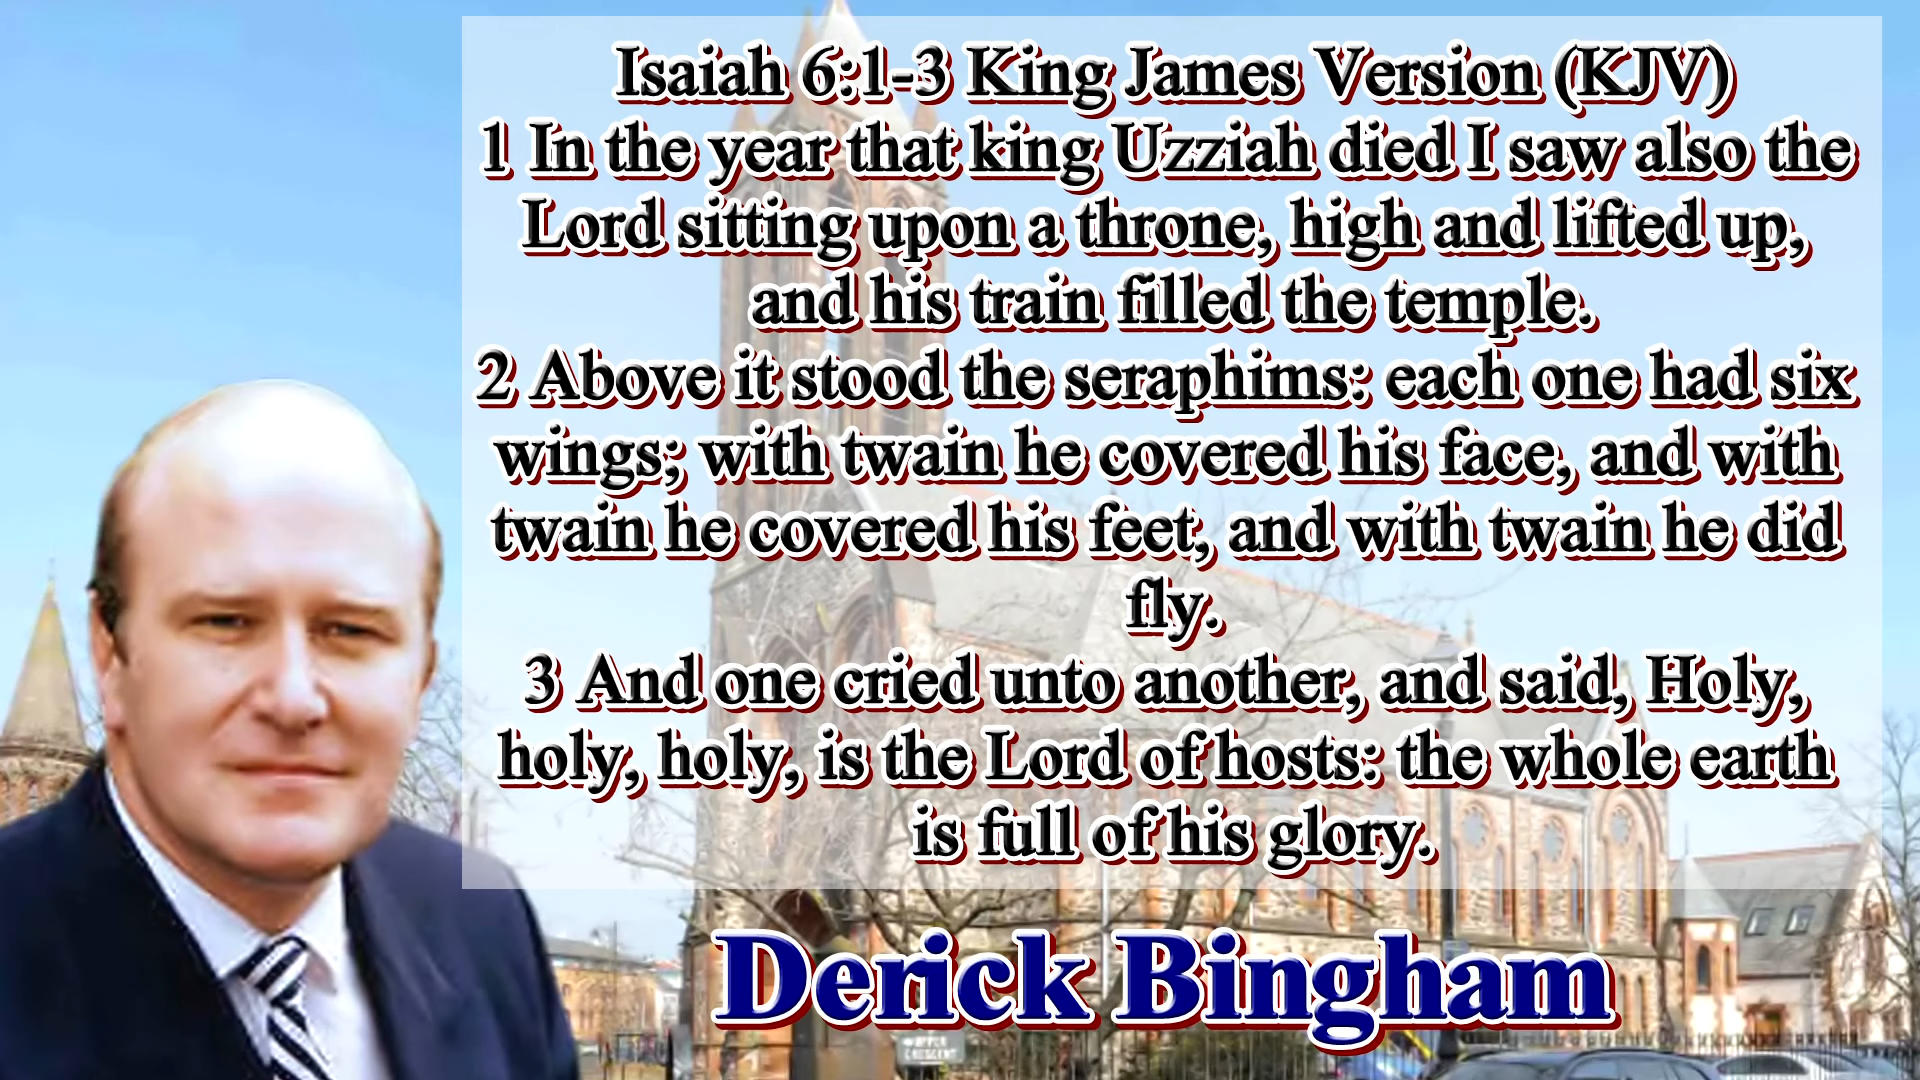 Isaiah 6:1-3 King James Version (KJV)
1 In the year that king Uzziah died I saw also the
Lord sitting upon a throne, high and lifted up,
and his train filled the temple.
2 Above it stood the seraphims: each one had six
wings; with twain he covered his face, and with
twain he covered his feet, and with twain he did
fly.
3 And one cried unto another, and said, Holy,
holy, holy, is the Lord of hosts: the whole earth
is full of his glory.
Derick Bingham
UPPER
CRESCENT